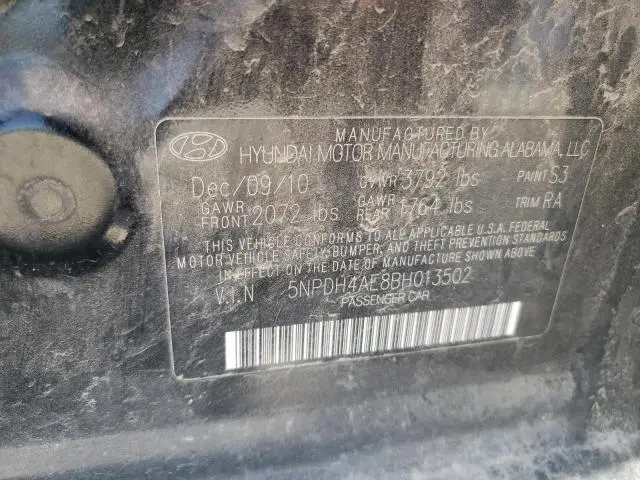 MANUFACTURED BY
HYUNDAI MOTOR MANUFACTURING ALABAMA, LLC
Dec/09/10 GVWR 3792 lbs PAINT S3
GAWR FRONT 2072 lbs GAWR REAR 1764 lbs TRIM RA
THIS VEHICLE CONFORMS TO ALL APPLICABLE U.S.A. FEDERAL
MOTOR VEHICLE SAFETY, BUMPER, AND THEFT PREVENTION STANDARDS
IN EFFECT ON THE DATE OF MANUFACTURE SHOWN ABOVE.
V.I.N 5NPDH4AE8BH013502
PASSENGER CAR